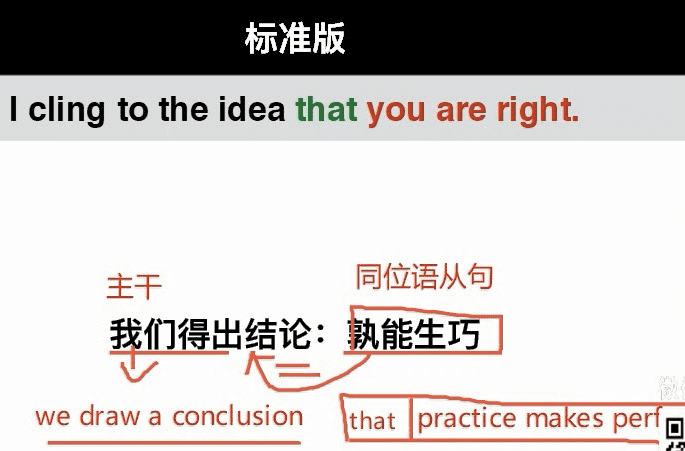 标准版
I cling to the idea that you are right.
主干 同位语从句
我们得出结论：孰能生巧
we draw a conclusion that practice makes perf